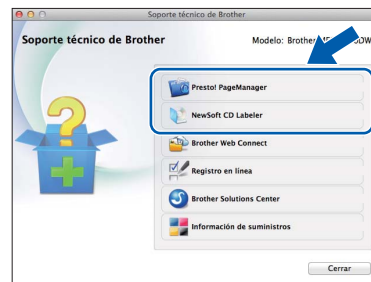 Soporte técnico de Brother
Soporte técnico de Brother
Modelo: Brother
Presto! PageManager
NewSoft CD Labeler
Brother Web Connect
Registro en línea
Brother Solutions Center
Información de suministros
Cerrar